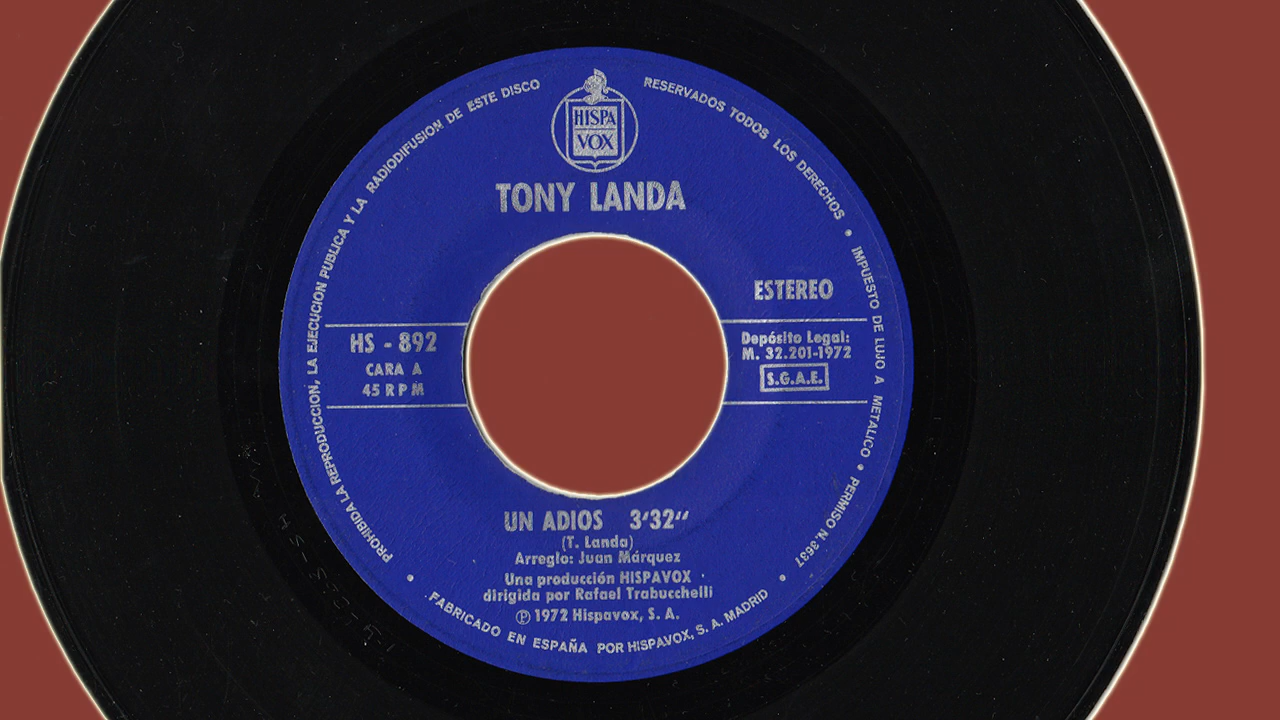 PROHIBIDA LA REPRODUCCION, LA EJECUCION PUBLICA Y LA RADIODIFUSION DE ESTE DISCO
RESERVADOS TODOS LOS DERECHOS • IMPUESTO DE LUJO A METALICO • PERMISO N. 3637
HISPA
VOX
TONY LANDA
ESTEREO
HS - 892
CARA A
45 RPM
Depósito Legal:
M. 32.201-1972
S.G.A.E.
UN ADIOS 3'32"
(T. Landa)
Arreglo: Juan Márquez
Una producción HISPAVOX
dirigida por Rafael Trabucchelli
℗ 1972 Hispavox, S. A.
• FABRICADO EN ESPAÑA POR HISPAVOX, S. A. MADRID •